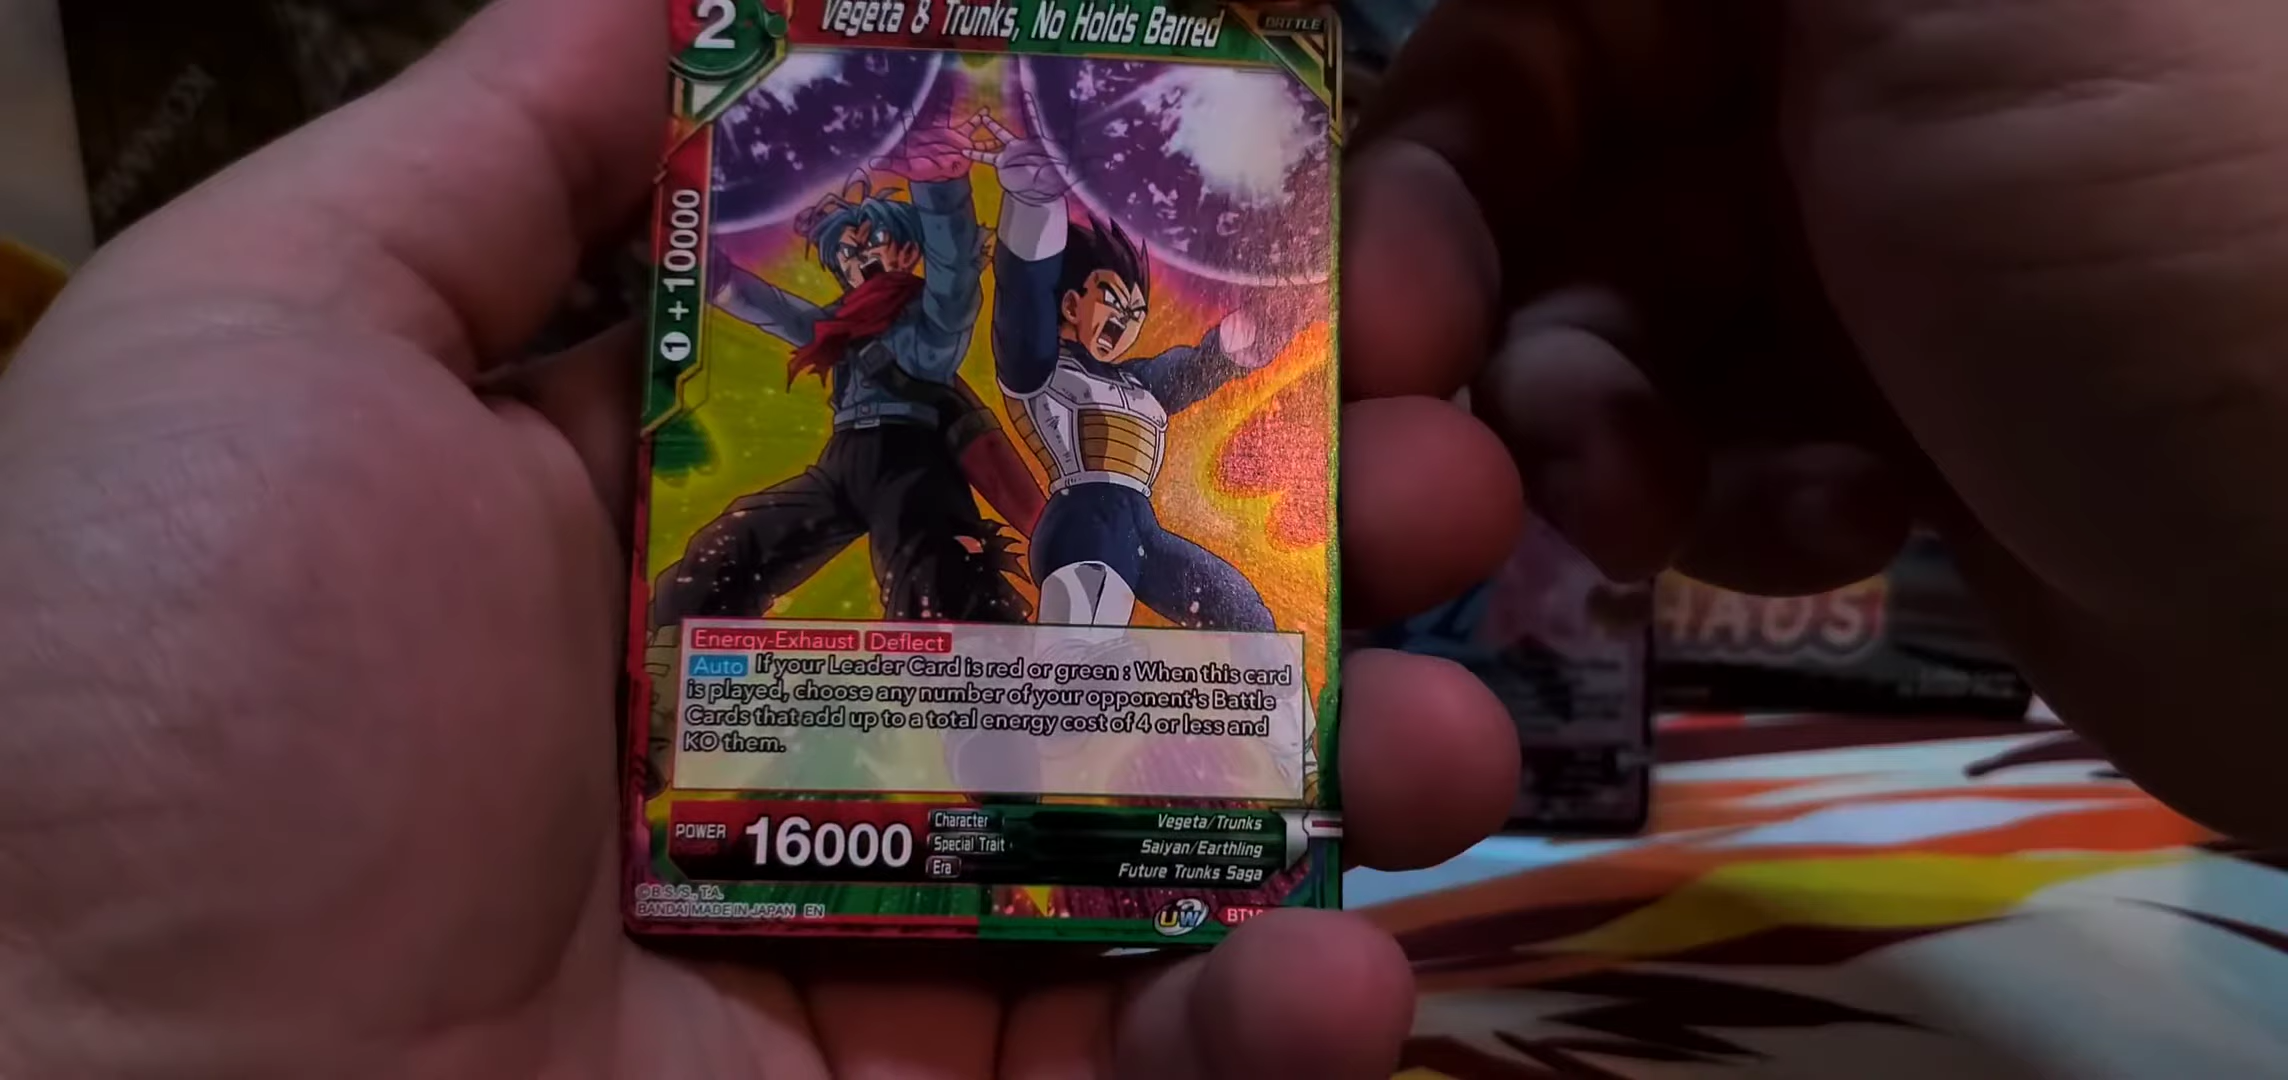 2
Vegeta & Trunks, No Holds Barred
BATTLE
1 +10000
Energy-Exhaust Deflect
Auto If your Leader Card is red or green : When this card
is played, choose any number of your opponent's Battle
Cards that add up to a total energy cost of 4 or less and
KO them.
POWER 16000
Character Vegeta/Trunks
Special Trait Saiyan/Earthling
Era Future Trunks Saga
©B.S./S., T.A.
BANDAI MADE IN JAPAN EN
UW
HAOS